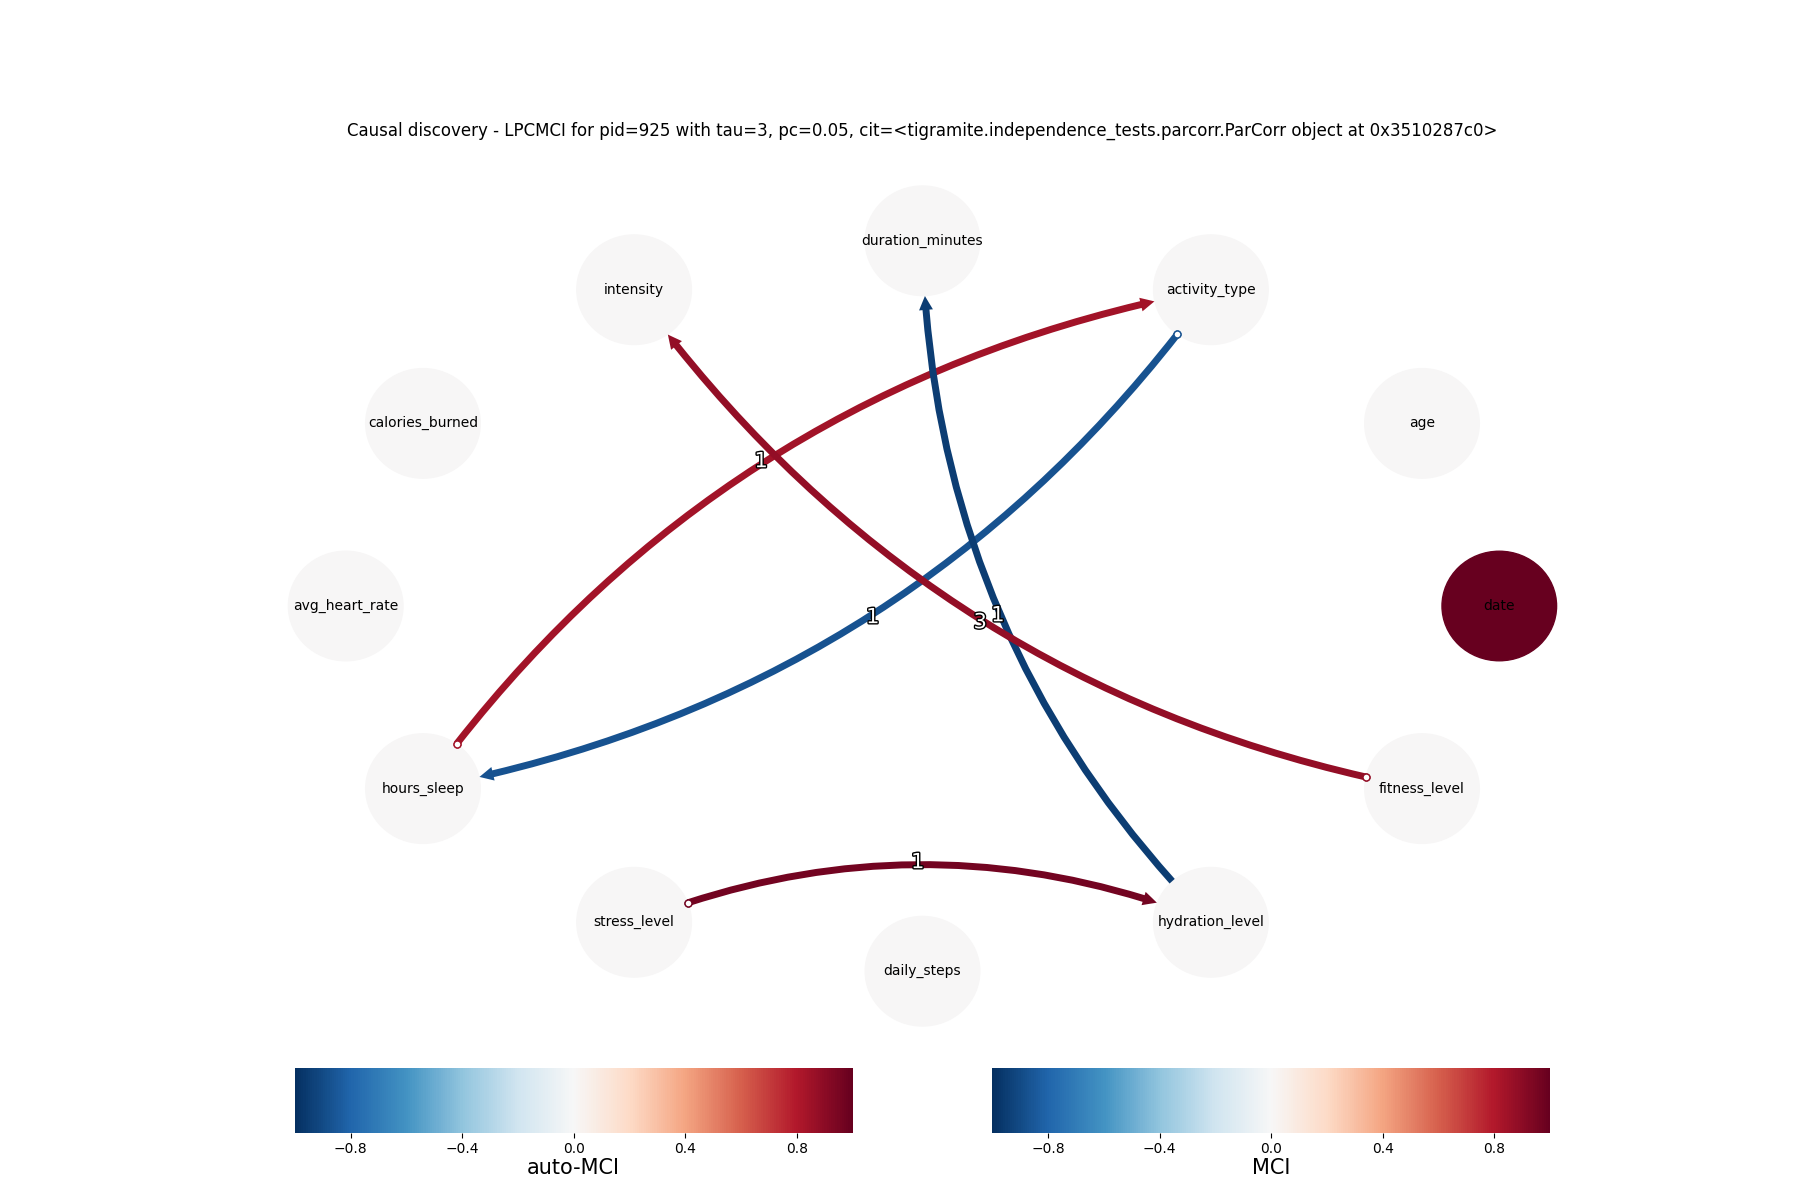 Causal discovery - LPCMCI for pid=925 with tau=3, pc=0.05, cit=<tigramite.independence_tests.parcorr.ParCorr object at 0x3510287c0>
duration_minutes
intensity
activity_type
calories_burned
age
1
avg_heart_rate
date
1
3
1
hours_sleep
fitness_level
1
stress_level
hydration_level
daily_steps
−0.8 −0.4 0.0 0.4 0.8
auto-MCI
−0.8 −0.4 0.0 0.4 0.8
MCI